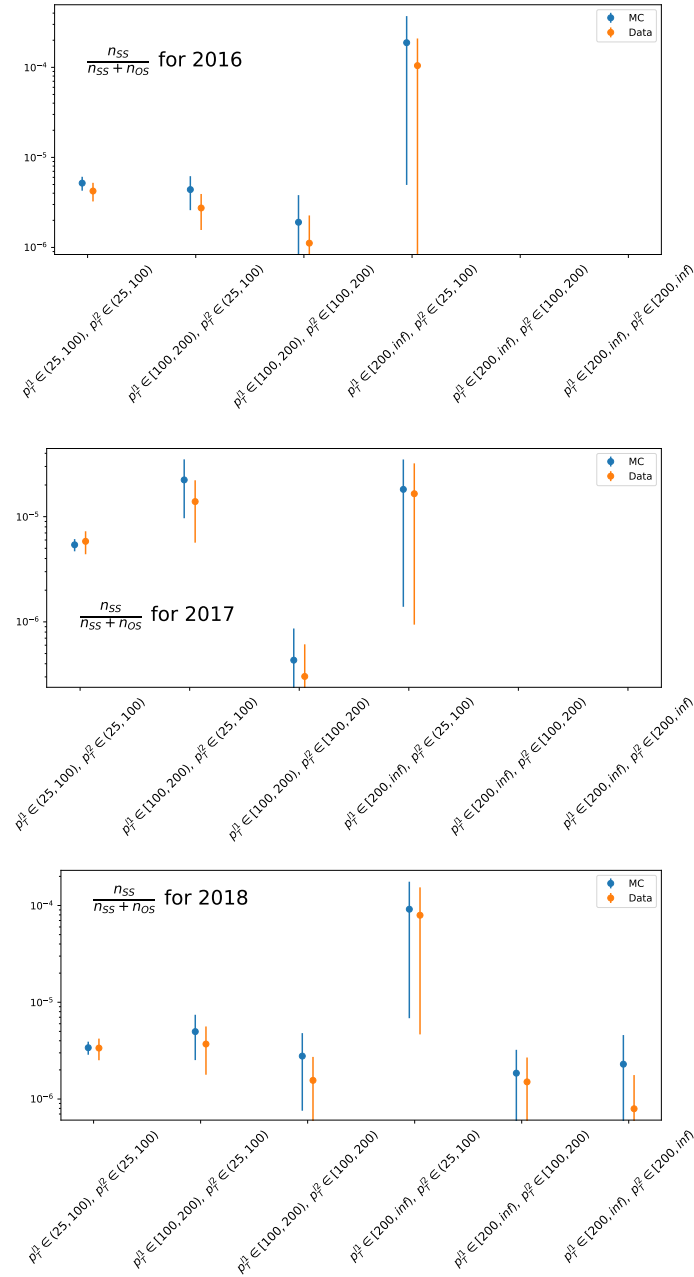 MC
Data
n_SS / (n_SS + n_OS) for 2016
10^-4
10^-5
10^-6
p_T^l1 ∈ (25, 100), p_T^l2 ∈ (25, 100)
p_T^l1 ∈ [100, 200), p_T^l2 ∈ (25, 100)
p_T^l1 ∈ [100, 200), p_T^l2 ∈ [100, 200)
p_T^l1 ∈ [200, inf), p_T^l2 ∈ (25, 100)
p_T^l1 ∈ [200, inf), p_T^l2 ∈ [100, 200)
p_T^l1 ∈ [200, inf), p_T^l2 ∈ [200, inf)
MC
Data
10^-5
n_SS / (n_SS + n_OS) for 2017
10^-6
p_T^l1 ∈ (25, 100), p_T^l2 ∈ (25, 100)
p_T^l1 ∈ [100, 200), p_T^l2 ∈ (25, 100)
p_T^l1 ∈ [100, 200), p_T^l2 ∈ [100, 200)
p_T^l1 ∈ [200, inf), p_T^l2 ∈ (25, 100)
p_T^l1 ∈ [200, inf), p_T^l2 ∈ [100, 200)
p_T^l1 ∈ [200, inf), p_T^l2 ∈ [200, inf)
MC
Data
n_SS / (n_SS + n_OS) for 2018
10^-4
10^-5
10^-6
p_T^l1 ∈ (25, 100), p_T^l2 ∈ (25, 100)
p_T^l1 ∈ [100, 200), p_T^l2 ∈ (25, 100)
p_T^l1 ∈ [100, 200), p_T^l2 ∈ [100, 200)
p_T^l1 ∈ [200, inf), p_T^l2 ∈ (25, 100)
p_T^l1 ∈ [200, inf), p_T^l2 ∈ [100, 200)
p_T^l1 ∈ [200, inf), p_T^l2 ∈ [200, inf)